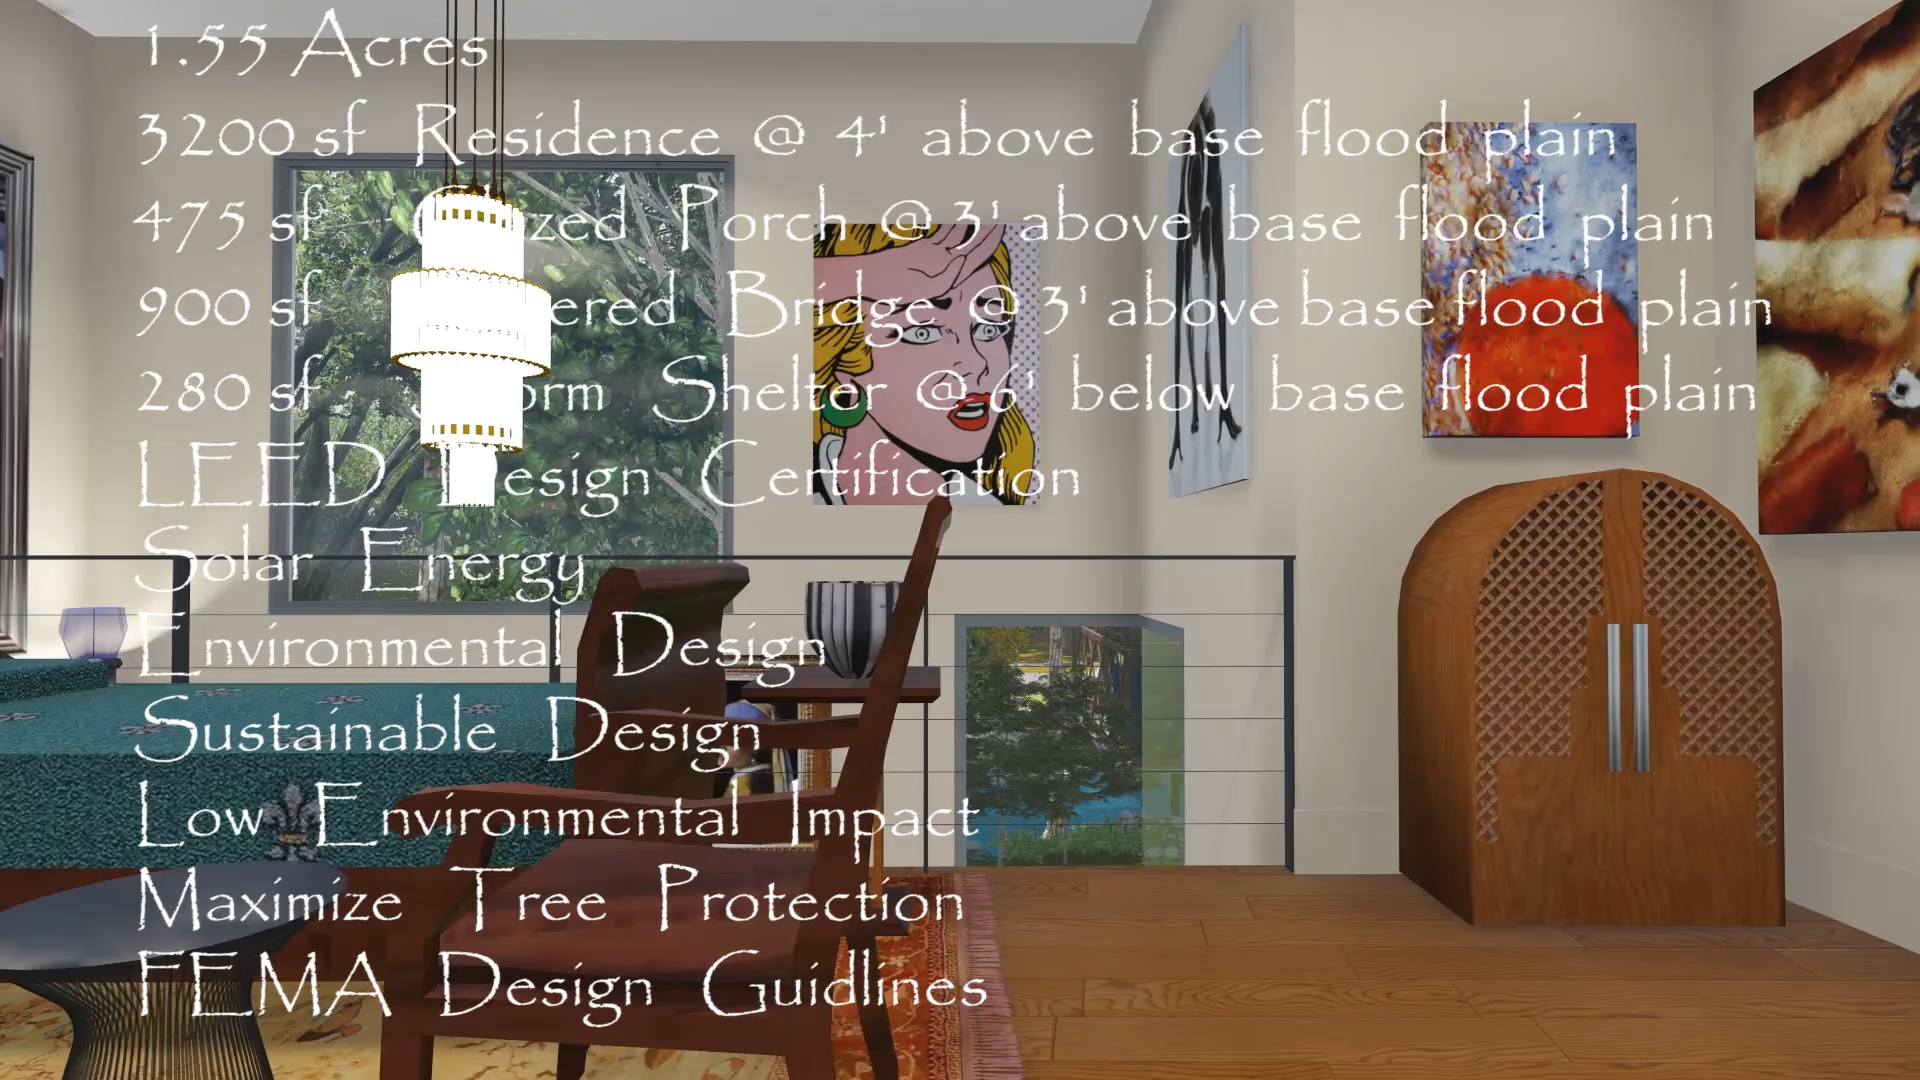 1.55 Acres
3200 sf Residence @ 4' above base flood plain
475 sf Porch @ 3' above base flood plain
900 sf Bridge @ 3' above base flood plain
280 sf Storm Shelter @ 6' below base flood plain
LEED Design Certification
Solar Energy
Environmental Design
Sustainable Design
Low Environmental Impact
Maximize Tree Protection
FEMA Design Guidlines